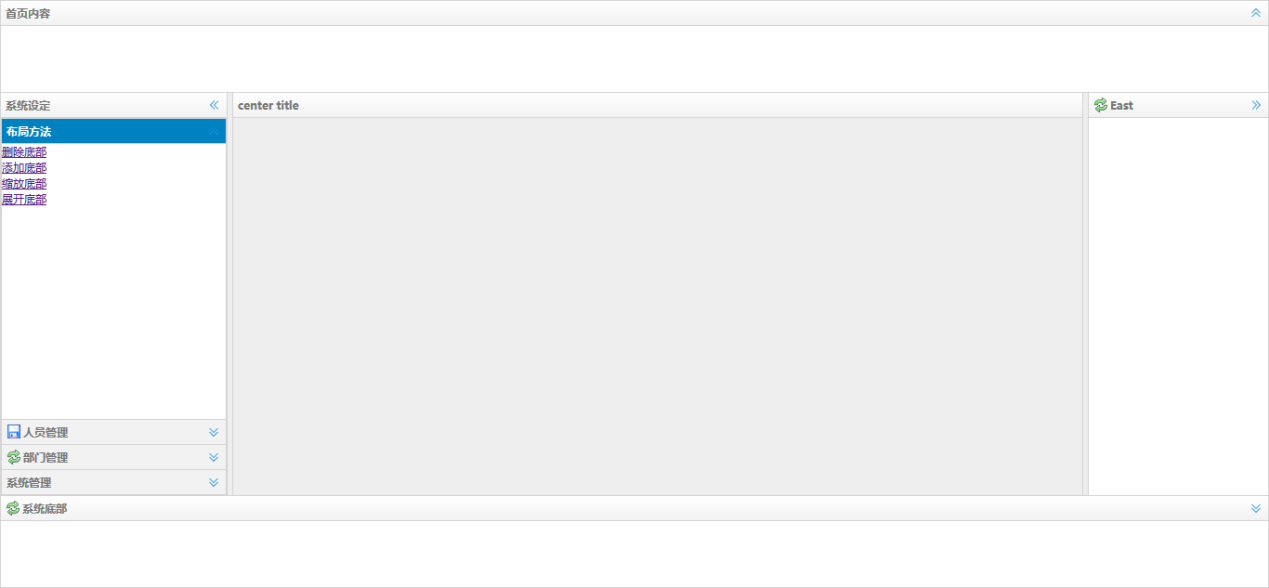 首页内容
系统设定
布局方法
删除底部
添加底部
缩放底部
展开底部
人员管理
部门管理
系统管理
center title
East
系统底部